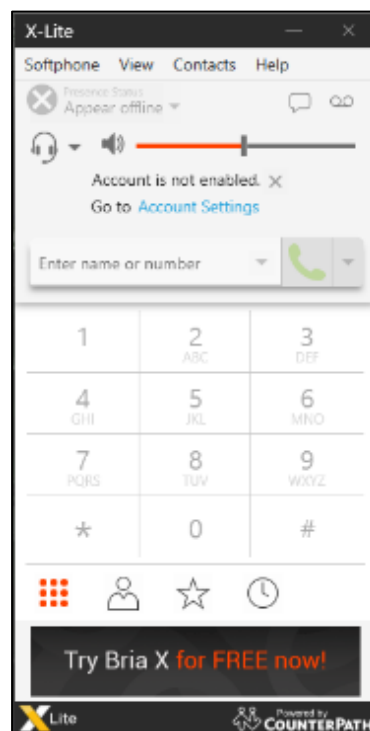 X-Lite
Softphone View Contacts Help
Presence Status
Appear offline
Account is not enabled.
Go to Account Settings
Enter name or number
1 2 3
ABC DEF
4 5 6
GHI JKL MNO
7 8 9
PQRS TUV WXYZ
* 0 #
Try Bria X for FREE now!
X Lite
Powered by
COUNTERPATH